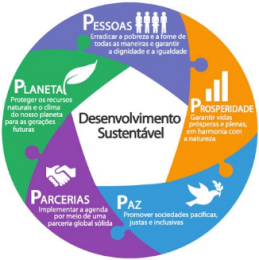 PESSOAS
Erradicar a pobreza e a fome de
todas as maneiras e garantir
a dignidade e a igualdade
PLANETA
Proteger os recursos
naturais e o clima
do nosso planeta
para as gerações
futuras
PROSPERIDADE
Garantir vidas
prósperas e plenas,
em harmonia com
a natureza
Desenvolvimento
Sustentável
PARCERIAS
Implementar a agenda
por meio de uma
parceria global sólida
PAZ
Promover sociedades pacíficas,
justas e inclusivas